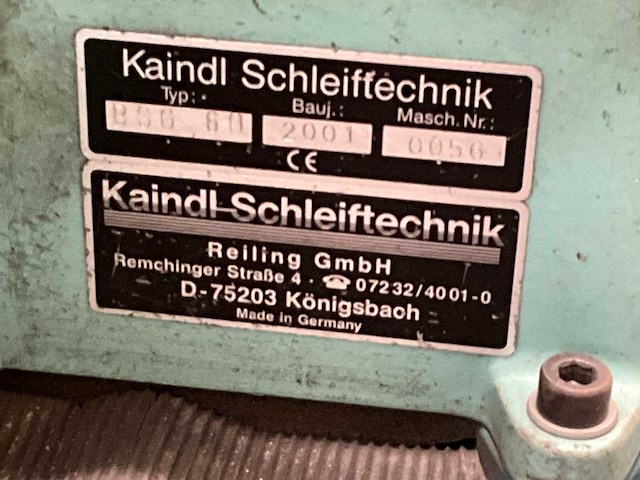 Kaindl Schleiftechnik
Typ: Bauj.: Masch. Nr.:
BSG 60 2001 0056
CE
Kaindl-Schleiftechnik
Reiling GmbH
Remchinger Straße 4 · ☎ 07232/4001-0
D-75203 Königsbach
Made in Germany